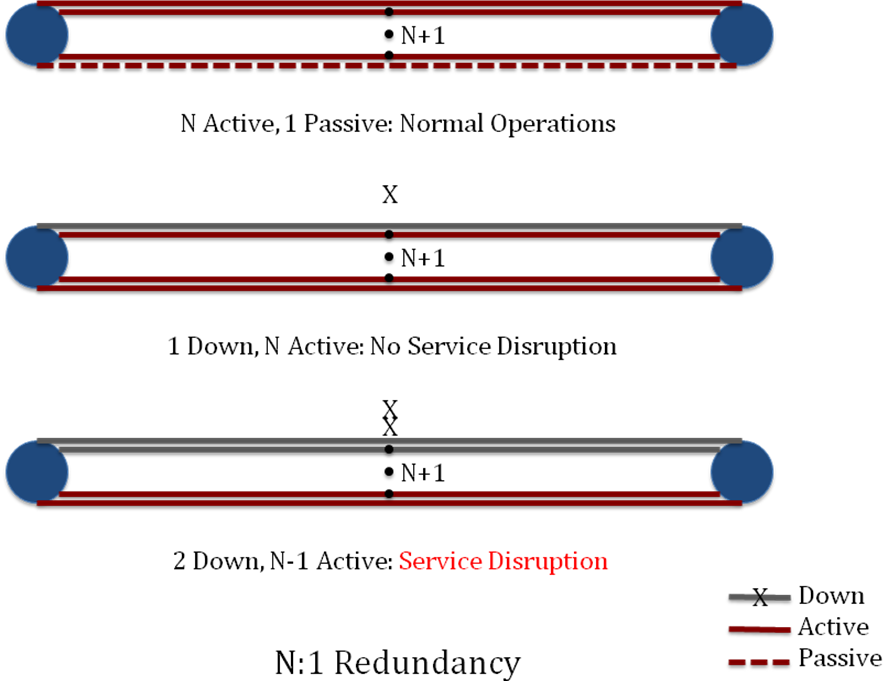 N+1
N Active, 1 Passive: Normal Operations
X
N+1
1 Down, N Active: No Service Disruption
X
X
N+1
2 Down, N-1 Active: Service Disruption
X Down
Active
Passive
N:1 Redundancy